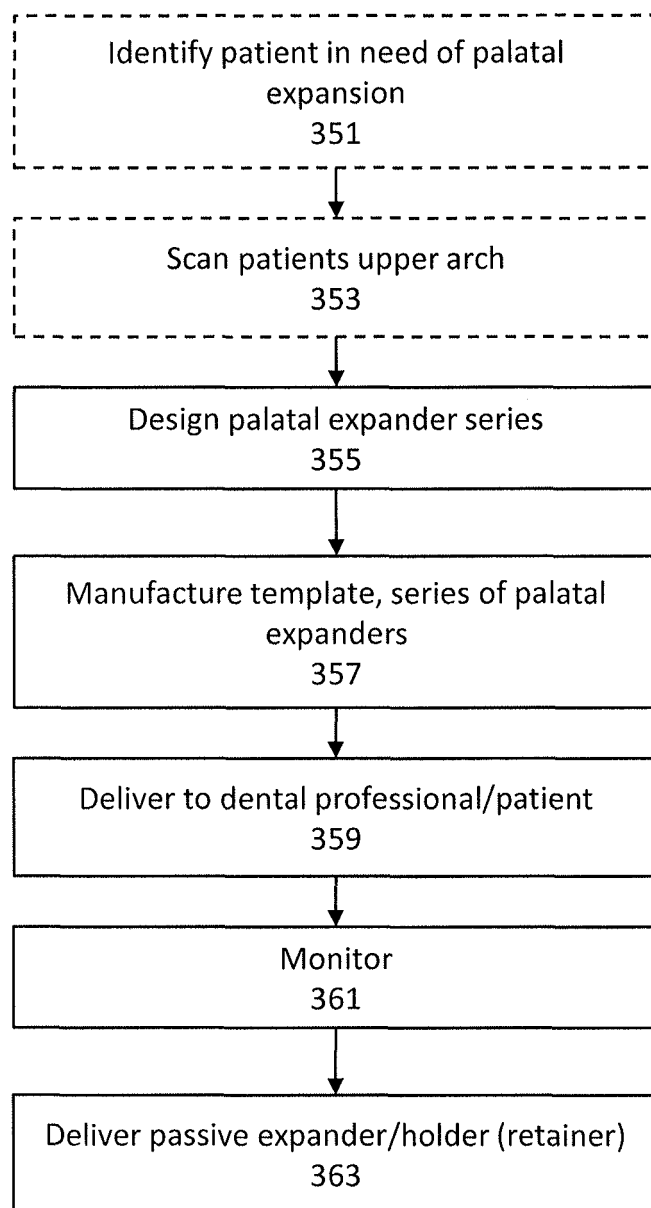 Identify patient in need of palatal
expansion
351
Scan patients upper arch
353
Design palatal expander series
355
Manufacture template, series of palatal
expanders
357
Deliver to dental professional/patient
359
Monitor
361
Deliver passive expander/holder (retainer)
363